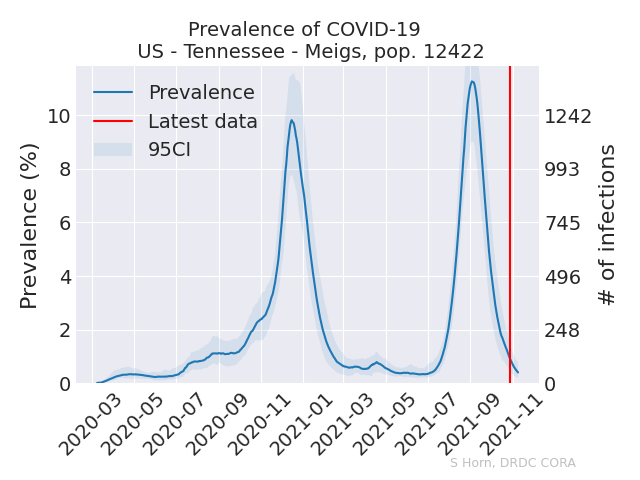 Prevalence of COVID-19
US - Tennessee - Meigs, pop. 12422
Prevalence
Latest data
95CI
Prevalence (%)
10
8
6
4
2
0
1242
993
745
496
248
0
# of infections
2020-03
2020-05
2020-07
2020-09
2020-11
2021-01
2021-03
2021-05
2021-07
2021-09
2021-11
S Horn, DRDC CORA